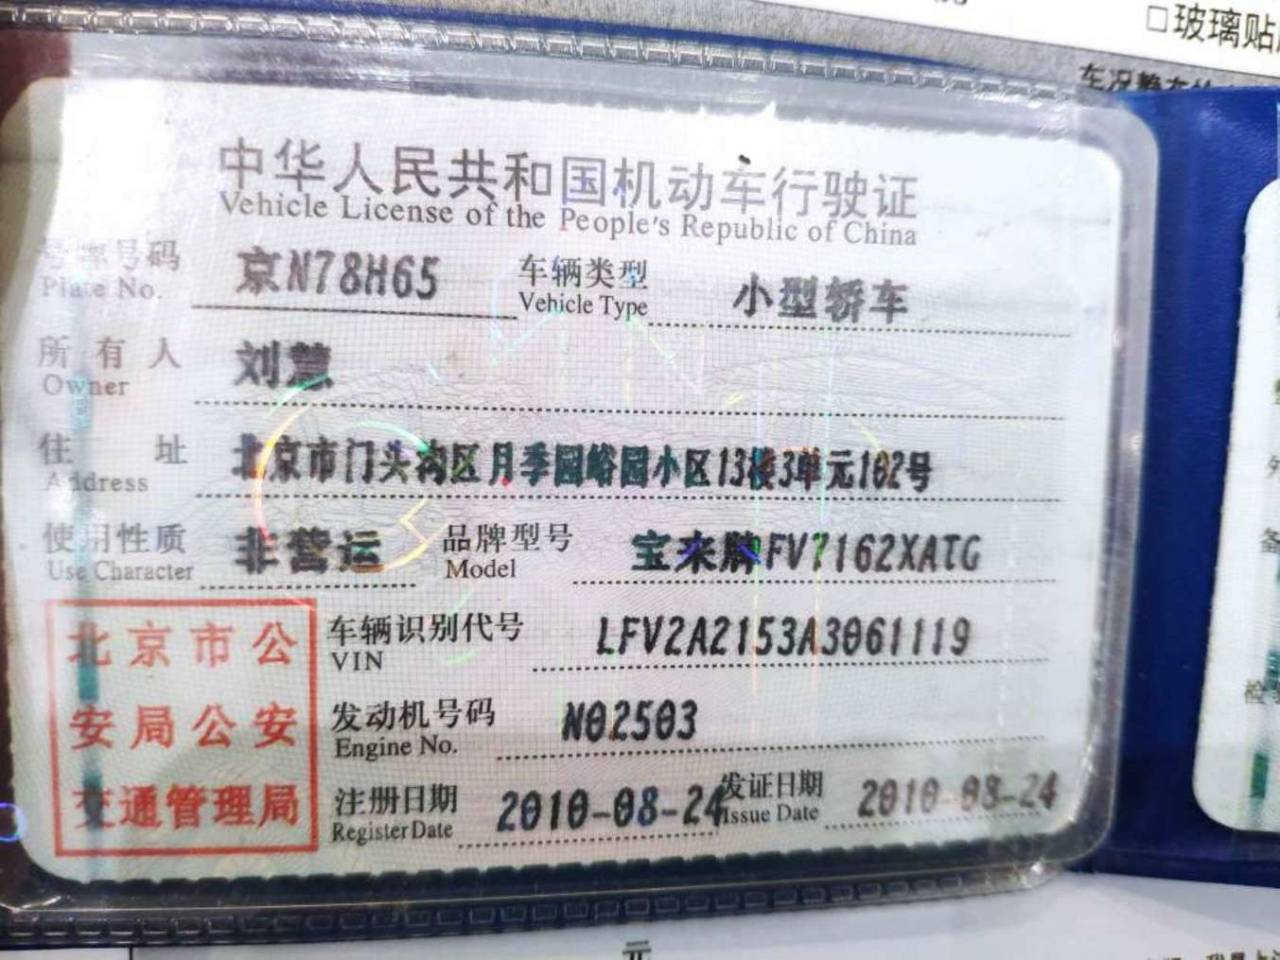 □玻璃贴
中华人民共和国机动车行驶证
Vehicle License of the People's Republic of China
号牌号码 京N78H65 车辆类型 小型轿车
Plate No. Vehicle Type
所有人 刘慧
Owner
住址 北京市门头沟区月季园峪园小区13楼3单元102号
Address
使用性质 非营运 品牌型号 宝来牌FV7162XATG
Use Character Model
北京市公
安局公安
交通管理局
车辆识别代号 LFV2A2153A3061119
VIN
发动机号码 N02503
Engine No.
注册日期 2010-08-24 发证日期 2010-08-24
Register Date Issue Date
元